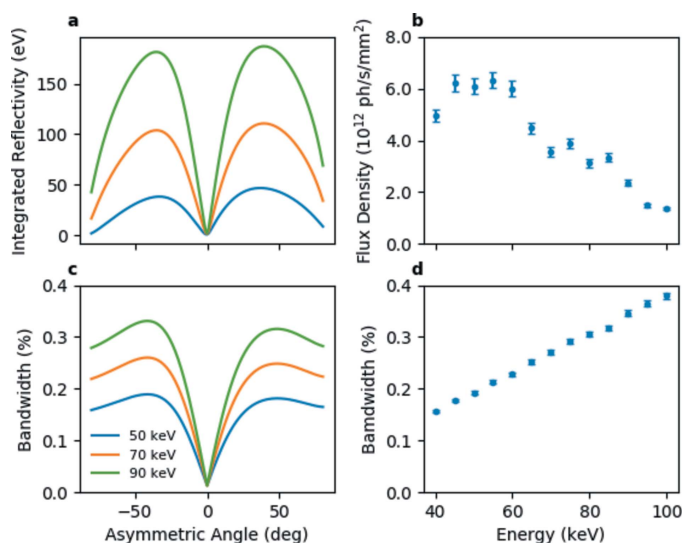 a
Integrated Reflectivity (eV)
150
100
50
0
b
Flux Density (10¹² ph/s/mm²)
8.0
6.0
4.0
2.0
0.0
c
Bandwidth (%)
0.4
0.3
0.2
0.1
0.0
50 keV
70 keV
90 keV
−50
0
50
Asymmetric Angle (deg)
d
Bamdwidth (%)
0.4
0.3
0.2
0.1
0.0
40
60
80
100
Energy (keV)